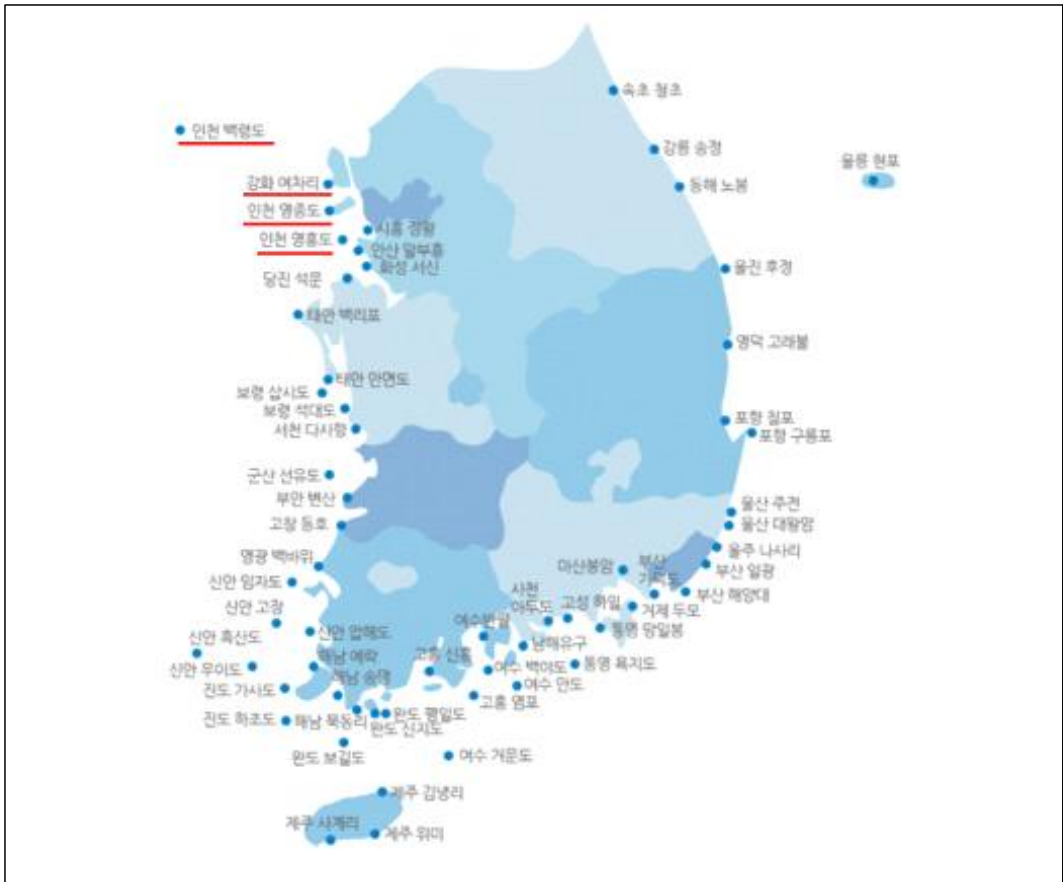 속초 청초
인천 백령도
강릉 송정
울릉 현포
강화 여차리
동해 노봉
인천 영종도
시흥 정왕
인천 영흥도
안산 말부흥
화성 서신
울진 후정
당진 석문
태안 백리포
영덕 고래불
태안 안면도
보령 삽시도
보령 석대도
포항 칠포
서천 다사항
포항 구룡포
군산 선유도
부안 변산
울산 주전
고창 동호
울산 대왕암
울주 나사리
영광 백바위
마산봉암
부산
가덕도
부산 일광
신안 임자도
사천
아두도
고성 하일
부산 해양대
신안 고장
거제 두모
여수반월
통영 당일봉
신안 압해도
신안 흑산도
남해유구
해남 예락
고흥 신흥
신안 우이도
여수 백야도
통영 욕지도
해남 송평
여수 안도
진도 가사도
고흥 염포
완도 평일도
진도 하조도
해남 묵동리
완도 신지도
완도 보길도
여수 거문도
제주 김녕리
제주 사계리
제주 위미